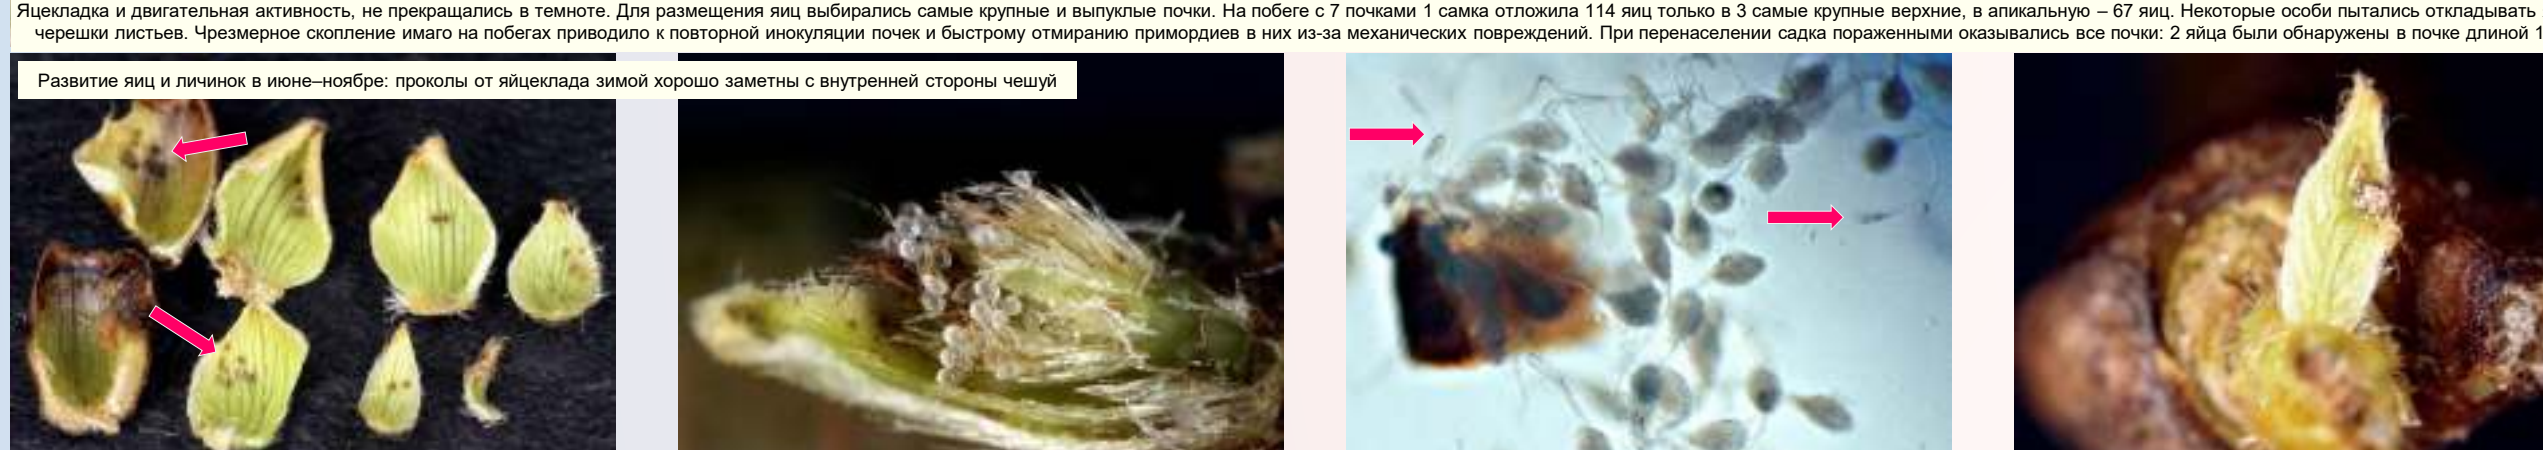 Яцекладка и двигательная активность, не прекращались в темноте. Для размещения яиц выбирались самые крупные и выпуклые почки. На побеге с 7 почками 1 самка отложила 114 яиц только в 3 самые крупные верхние, в апикальную – 67 яиц. Некоторые особи пытались откладывать
черешки листьев. Чрезмерное скопление имаго на побегах приводило к повторной инокуляции почек и быстрому отмиранию примордиев в них из-за механических повреждений. При перенаселении садка пораженными оказывались все почки: 2 яйца были обнаружены в почке длиной 1
Развитие яиц и личинок в июне–ноябре: проколы от яйцеклада зимой хорошо заметны с внутренней стороны чешуй